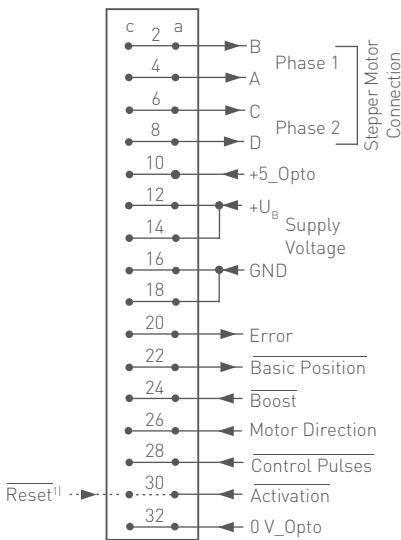 c 2 a B
Phase 1
4 A
6 C
Phase 2
8 D
Stepper Motor
Connection
10 +5_Opto
12 +U_B
Supply
Voltage
14
16 GND
18
20 Error
22 Basic Position
24 Boost
26 Motor Direction
28 Control Pulses
Reset¹⁾ 30 Activation
32 0 V_Opto